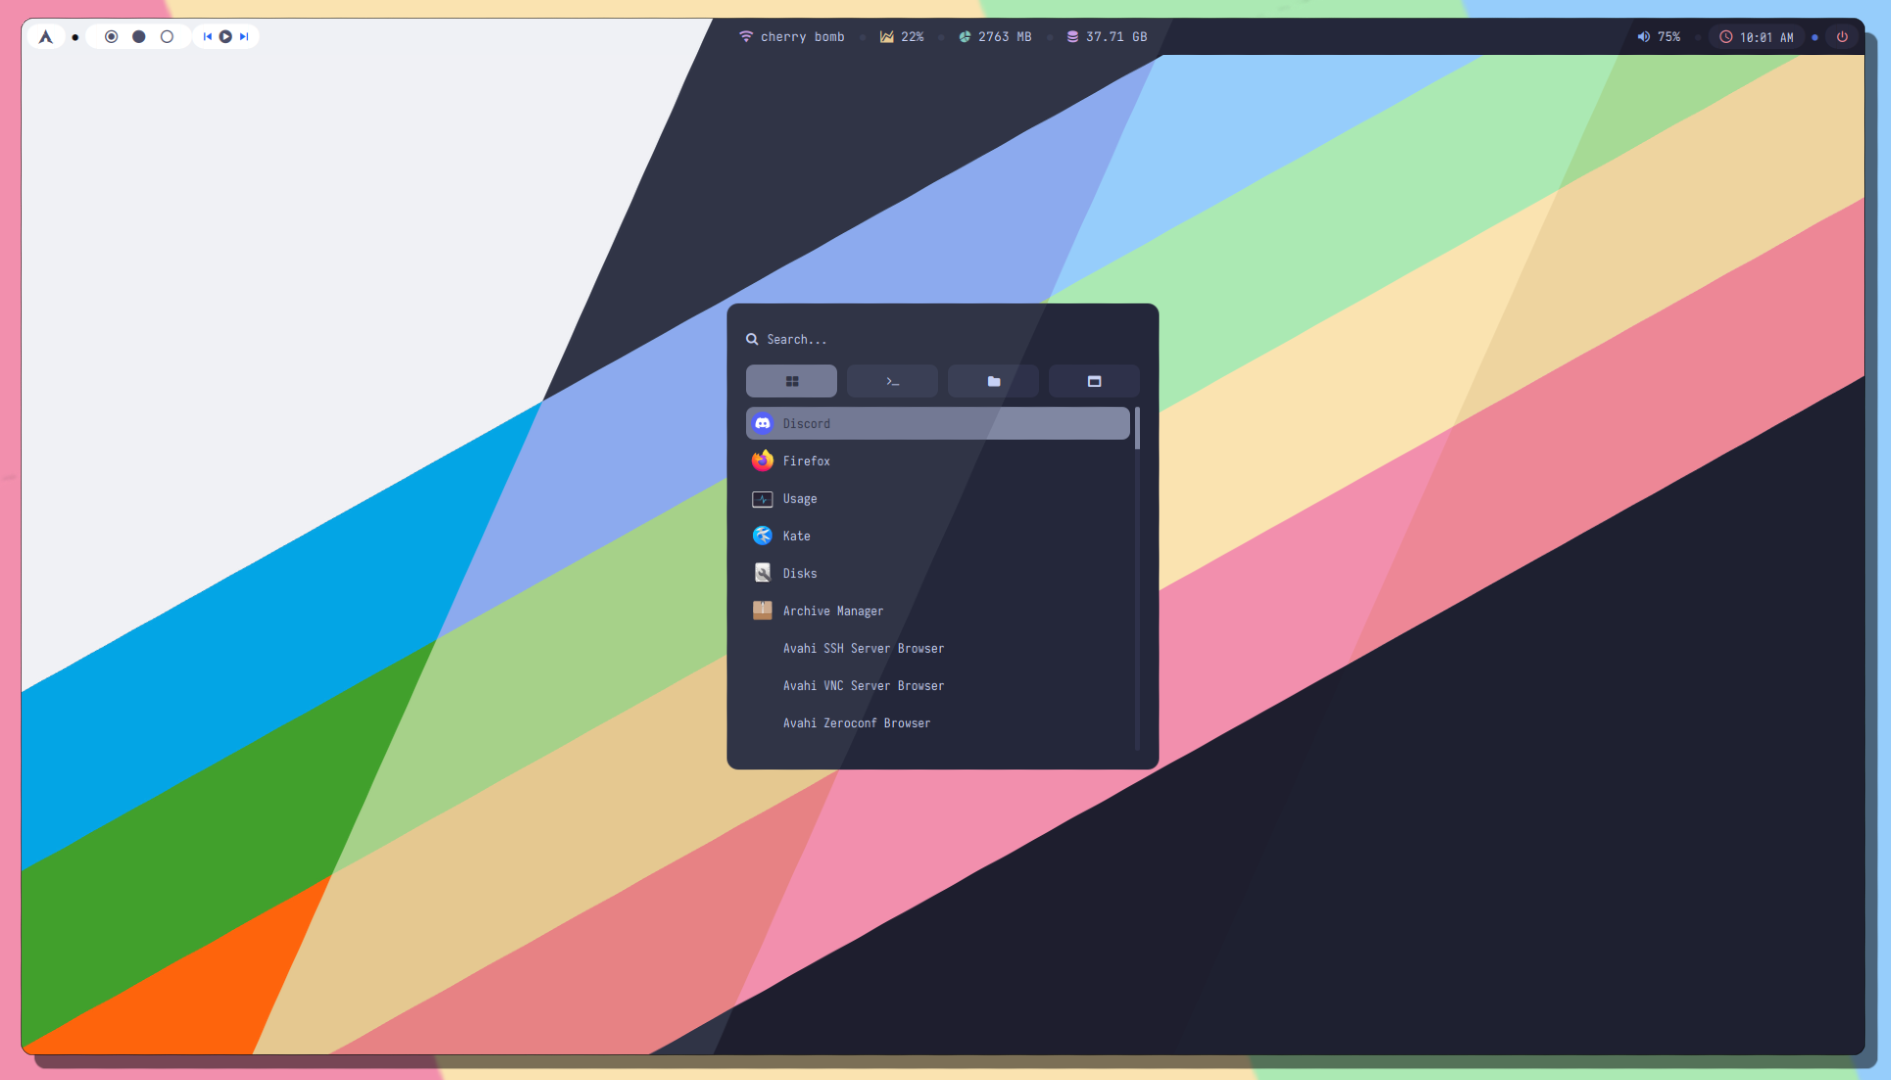 cherry bomb 22% 2763 MB 37.71 GB 75% 10:01 AM
Search...
Discord
Firefox
Usage
Kate
Disks
Archive Manager
Avahi SSH Server Browser
Avahi VNC Server Browser
Avahi Zeroconf Browser